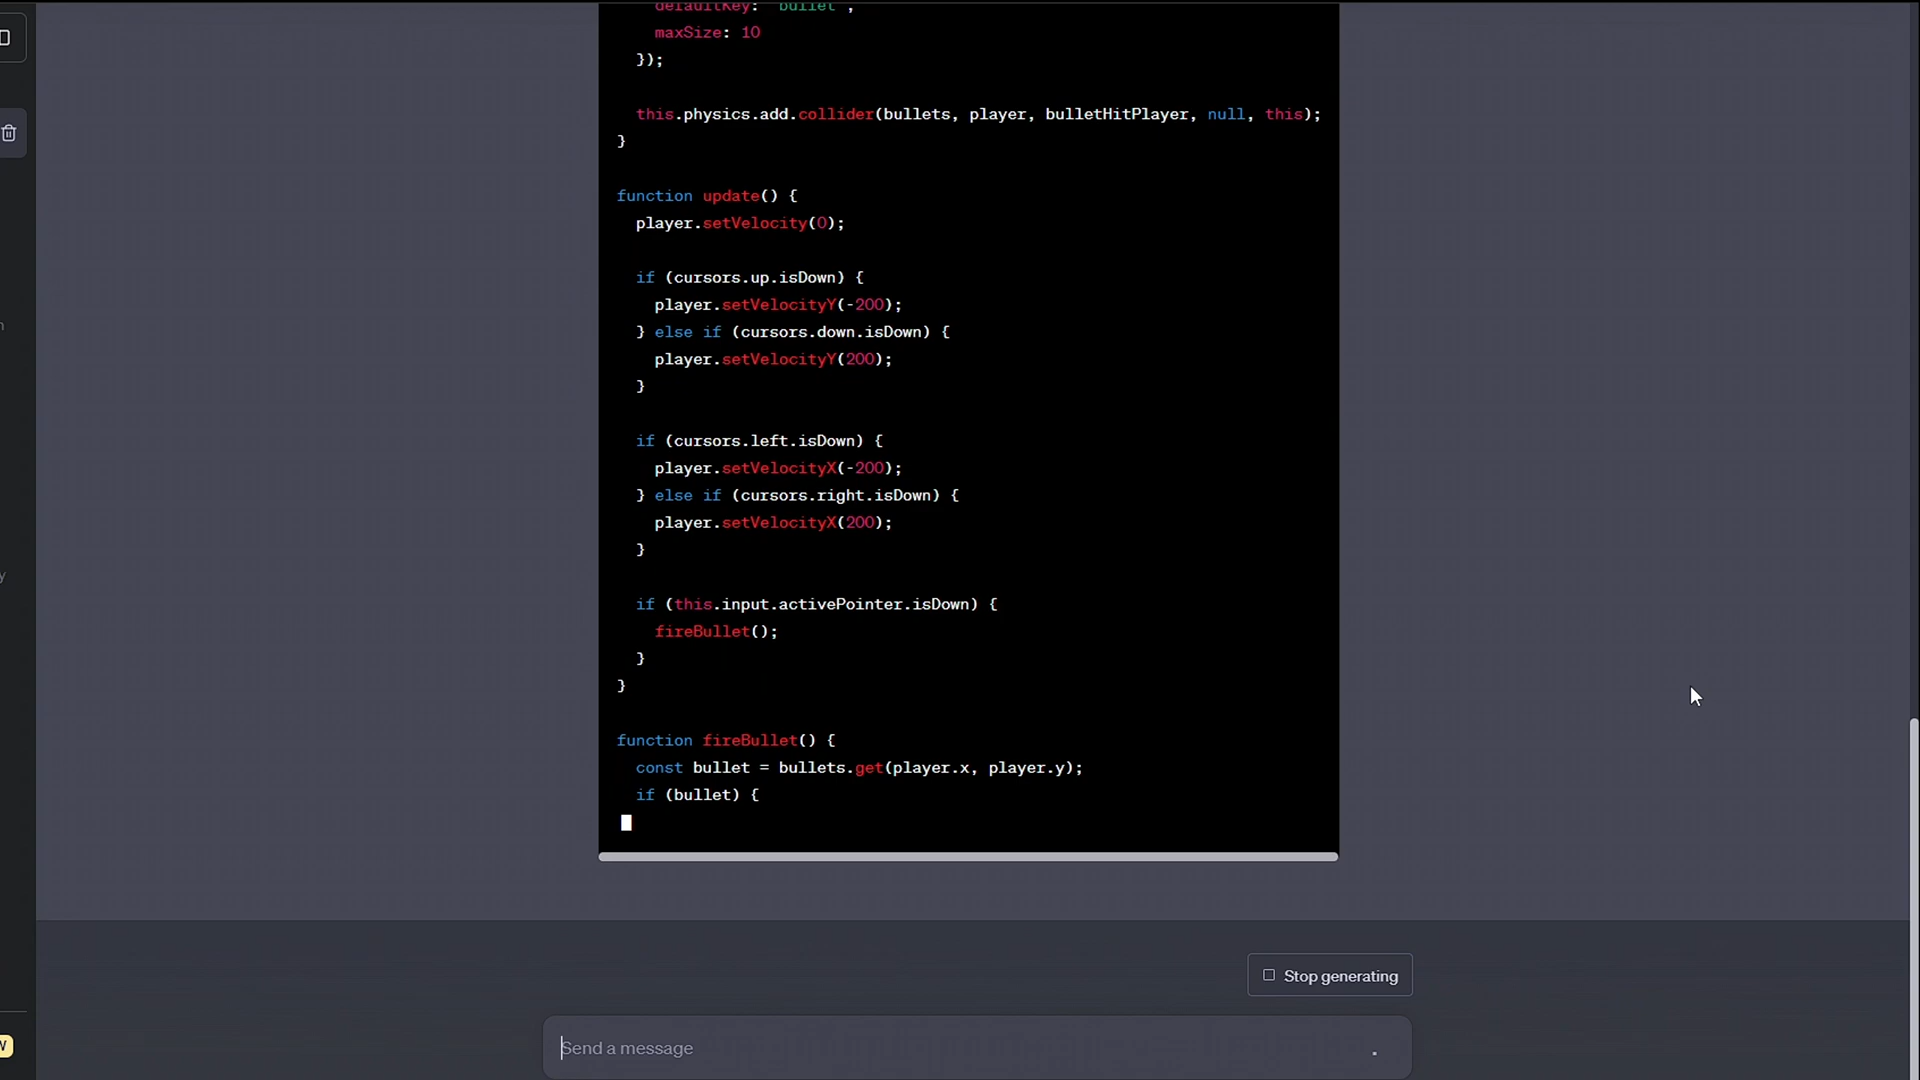 defaultKey: 'bullet',
maxSize: 10
});
this.physics.add.collider(bullets, player, bulletHitPlayer, null, this);
}
function update() {
player.setVelocity(0);
if (cursors.up.isDown) {
player.setVelocityY(-200);
} else if (cursors.down.isDown) {
player.setVelocityY(200);
}
if (cursors.left.isDown) {
player.setVelocityX(-200);
} else if (cursors.right.isDown) {
player.setVelocityX(200);
}
if (this.input.activePointer.isDown) {
fireBullet();
}
}
function fireBullet() {
const bullet = bullets.get(player.x, player.y);
if (bullet) {
Stop generating
Send a message